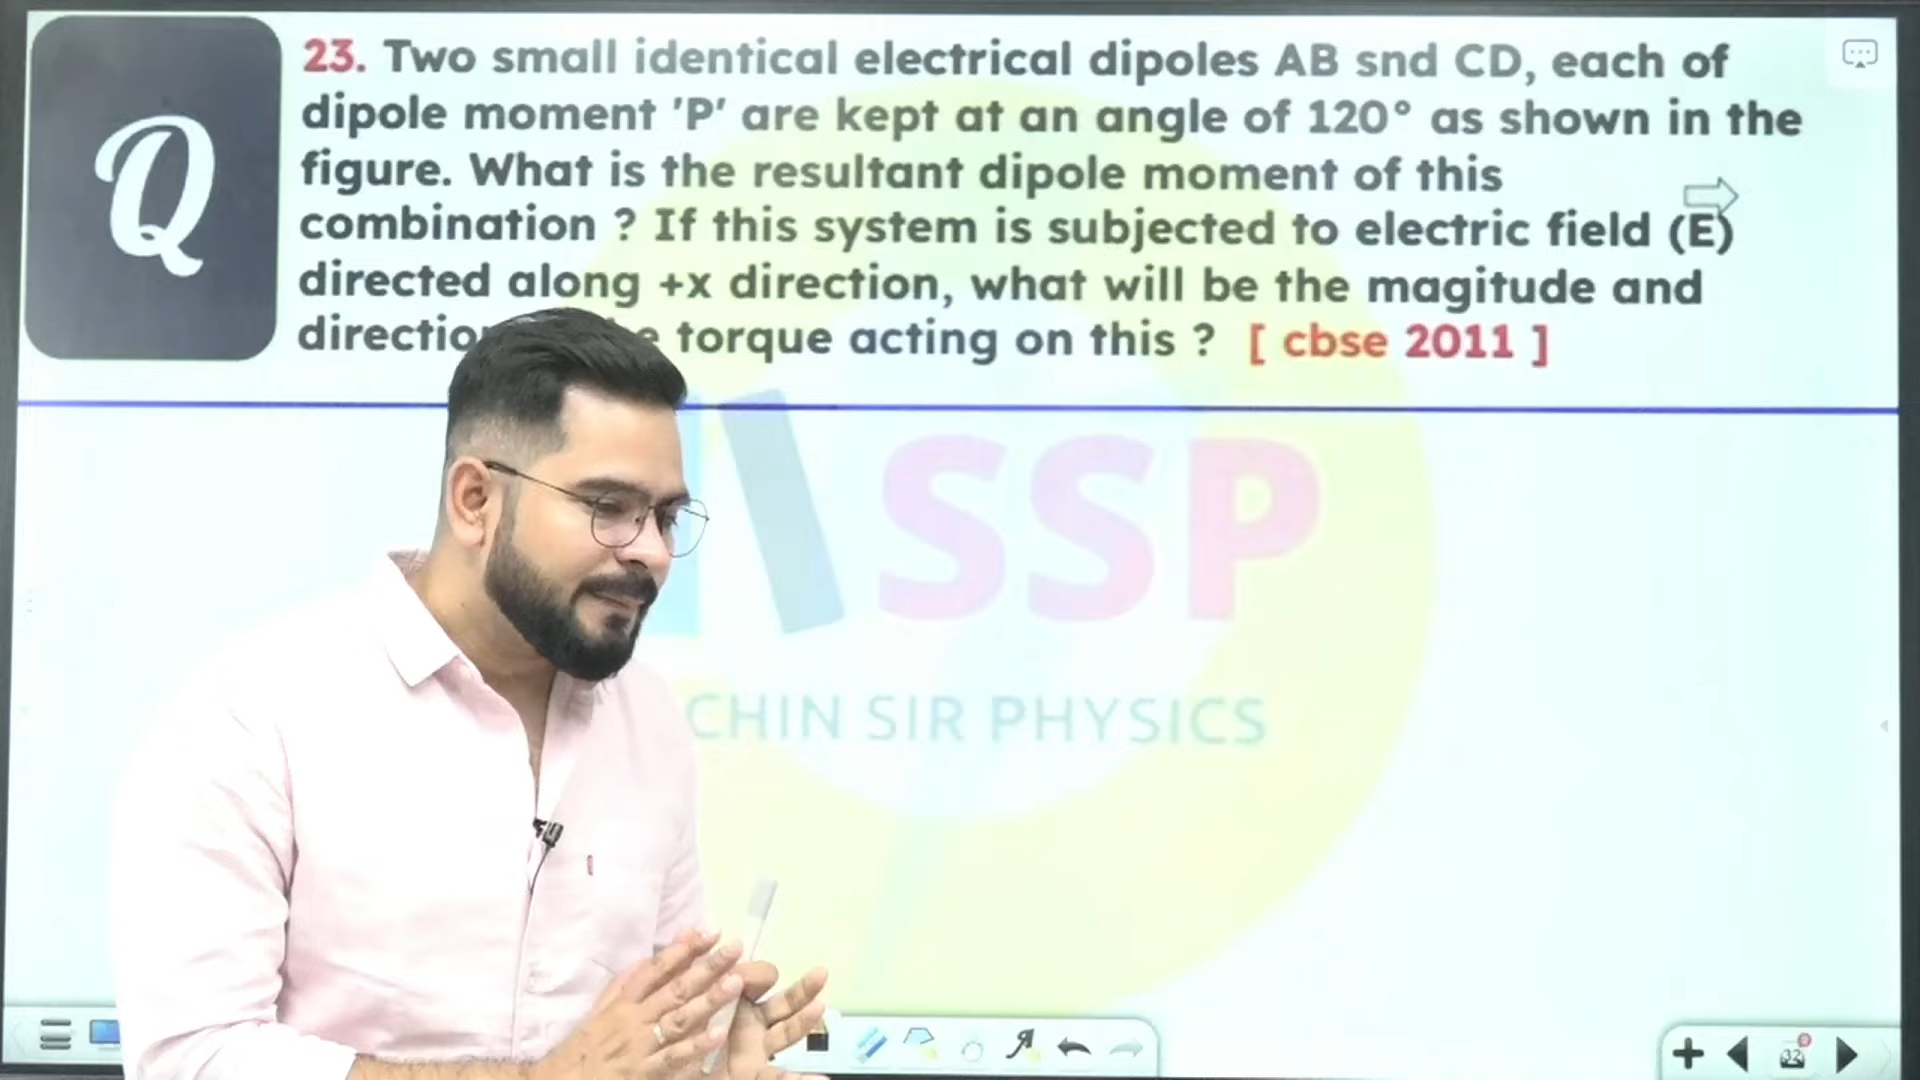 Q
23. Two small identical electrical dipoles AB snd CD, each of
dipole moment 'P' are kept at an angle of 120° as shown in the
figure. What is the resultant dipole moment of this
combination ? If this system is subjected to electric field (E)
directed along +x direction, what will be the magitude and
torque acting on this ? [ cbse 2011 ]
SSP
SIR PHYSICS
32